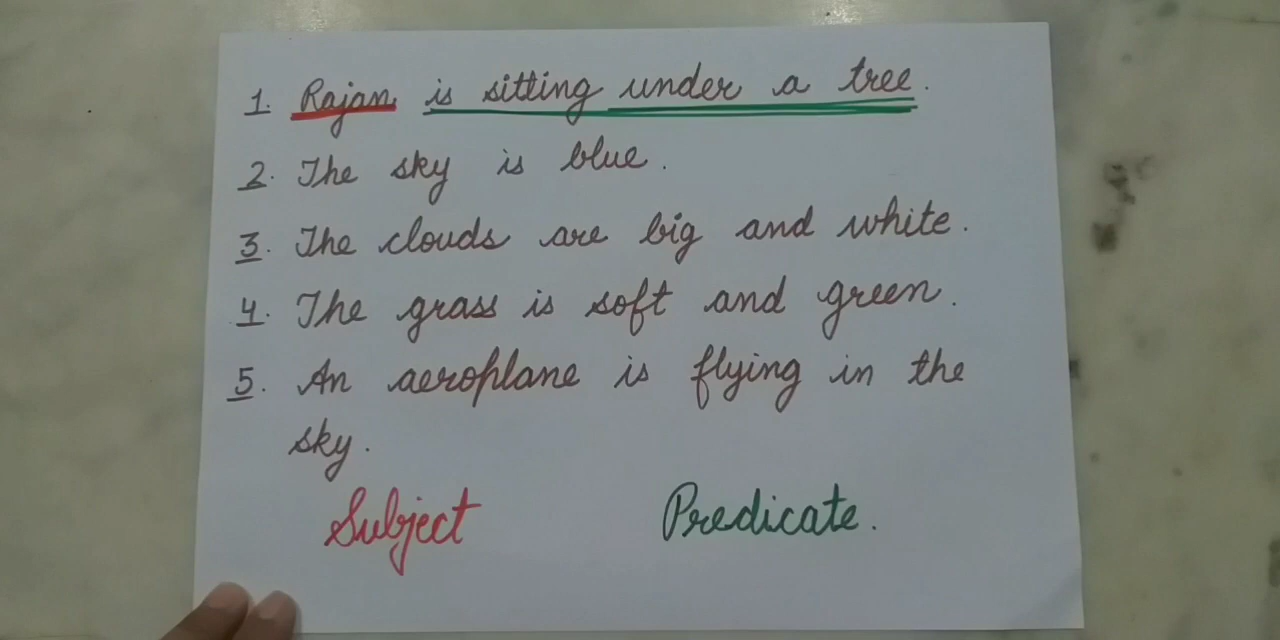 1. Rajan is sitting under a tree.
2. The sky is blue.
3. The clouds are big and white.
4. The grass is soft and green.
5. An aeroplane is flying in the
sky.
Subject Predicate.